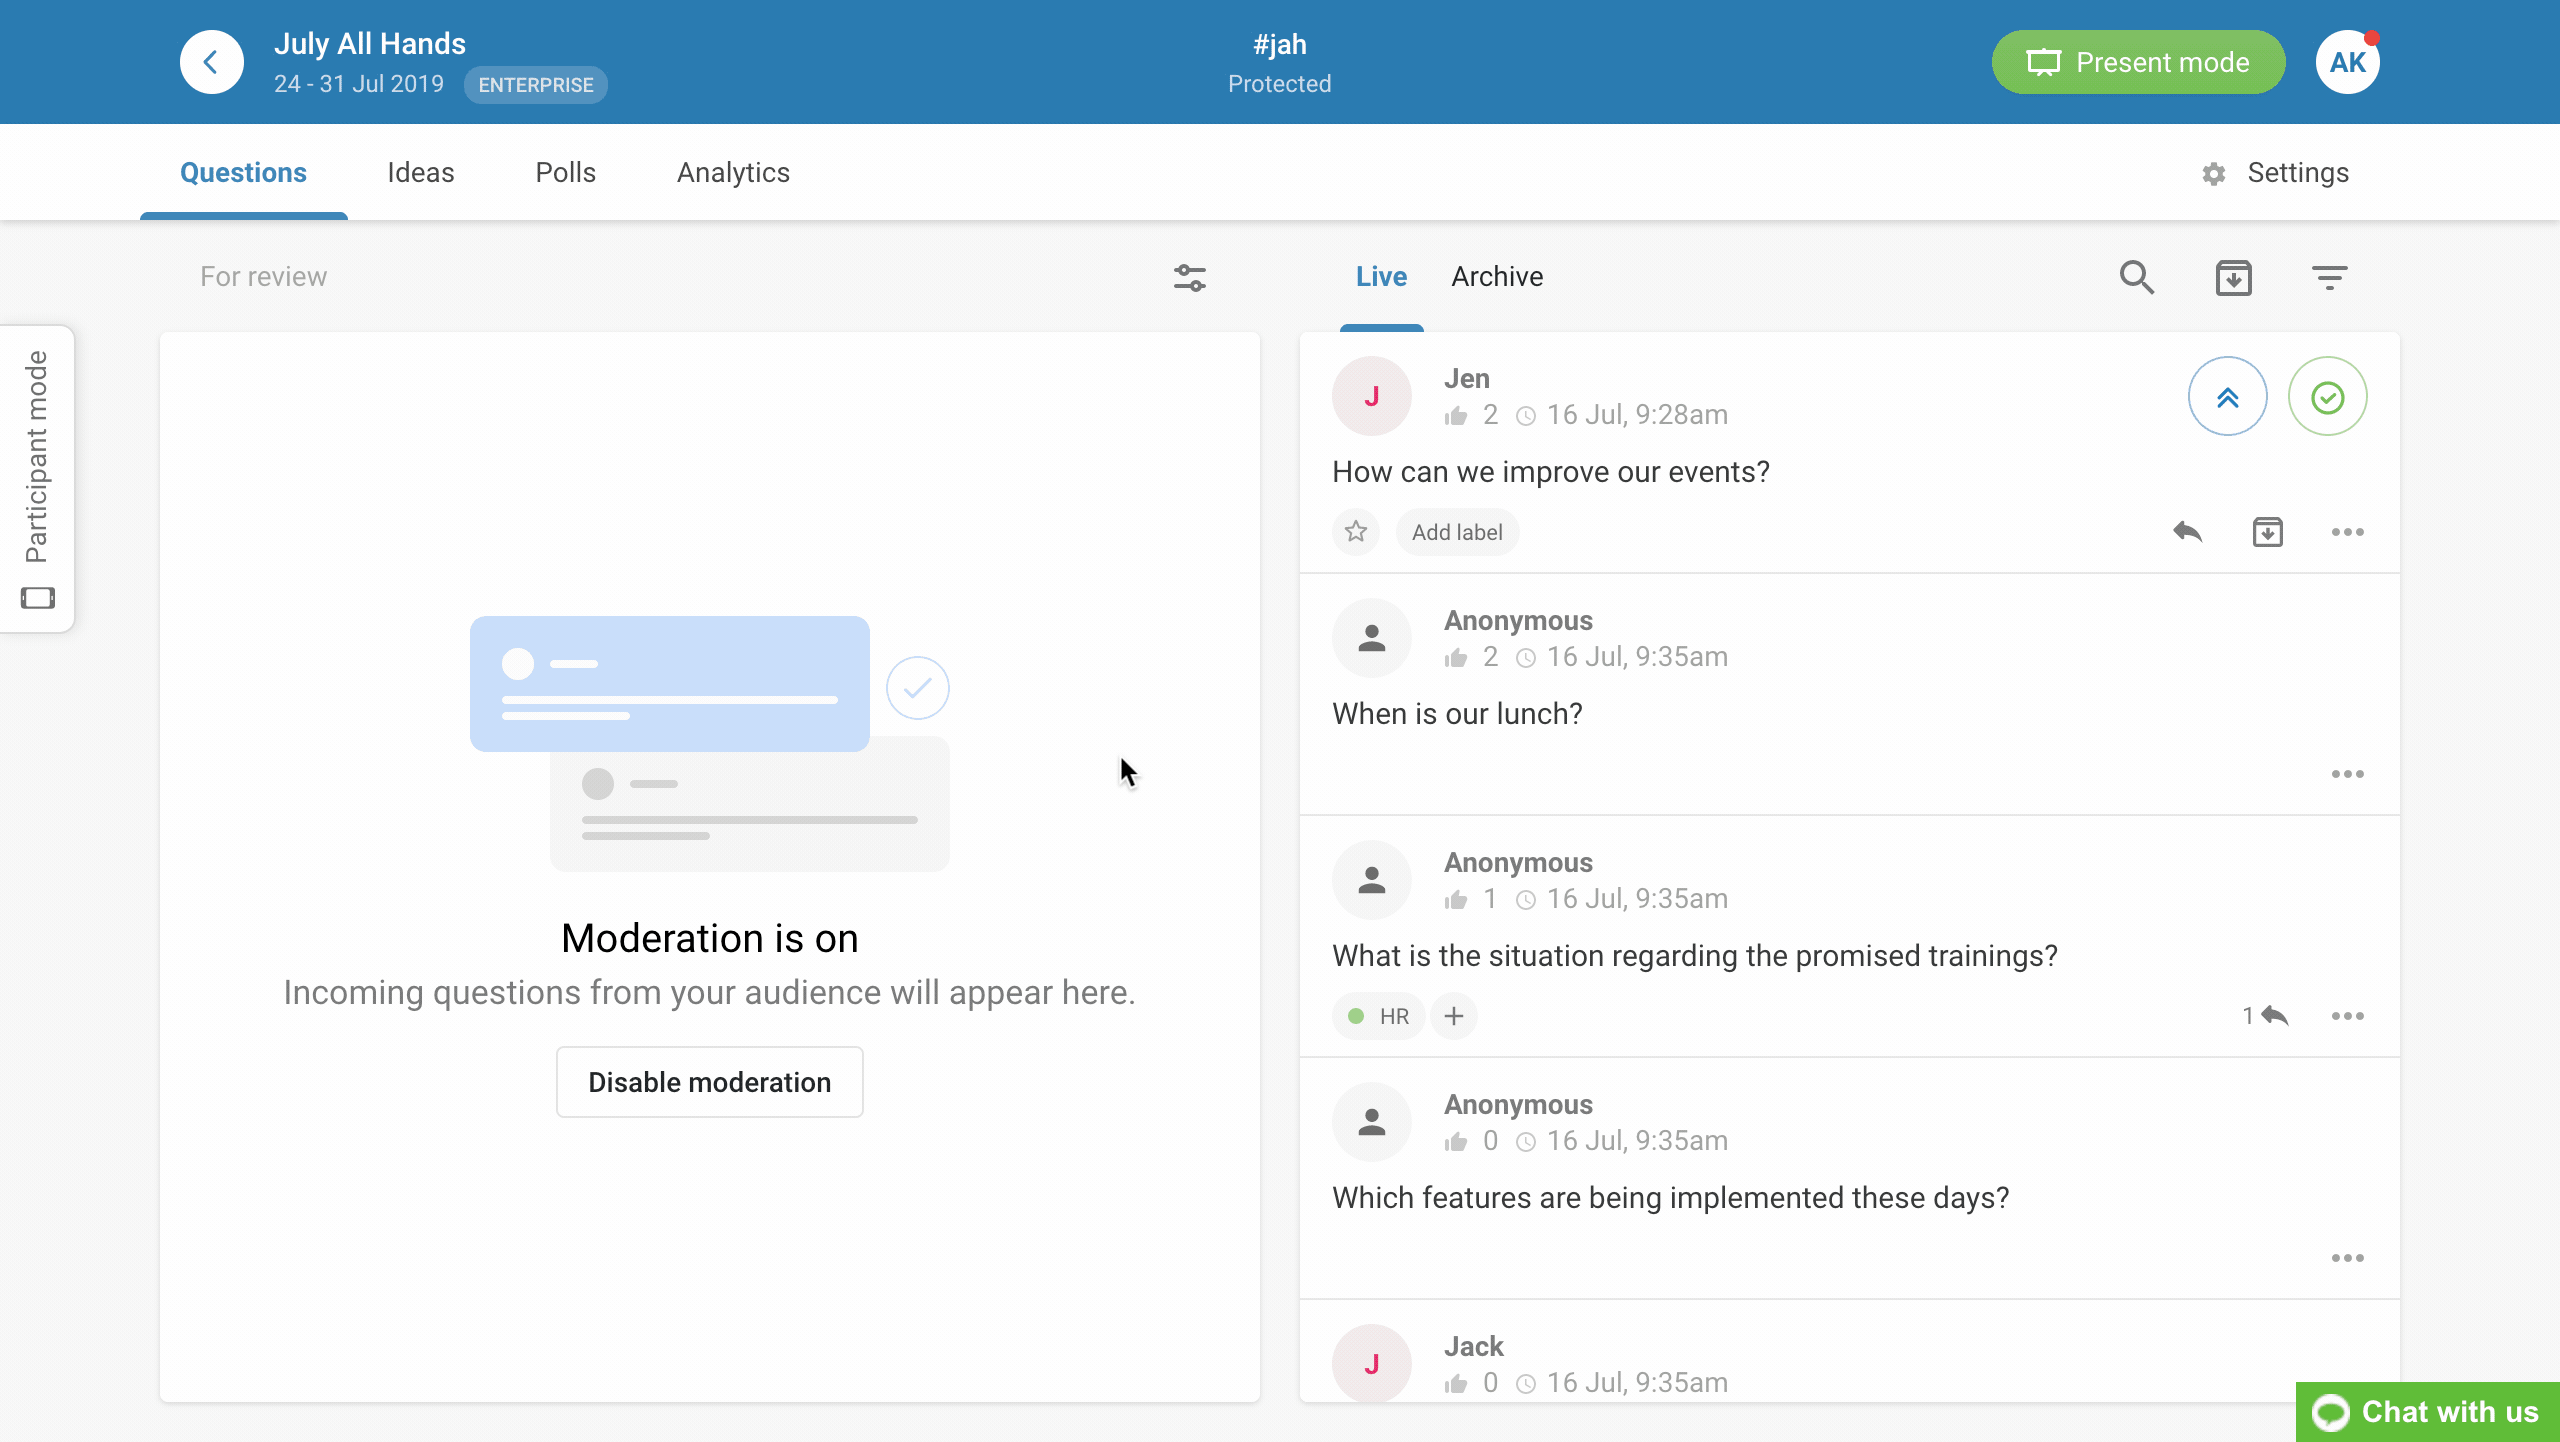 July All Hands
24 - 31 Jul 2019 ENTERPRISE
#jah
Protected
Present mode
AK
Questions
Ideas
Polls
Analytics
Settings
Participant mode
For review
Moderation is on
Incoming questions from your audience will appear here.
Disable moderation
Live
Archive
J
Jen
2 16 Jul, 9:28am
How can we improve our events?
Add label
Anonymous
2 16 Jul, 9:35am
When is our lunch?
Anonymous
1 16 Jul, 9:35am
What is the situation regarding the promised trainings?
HR
1
Anonymous
0 16 Jul, 9:35am
Which features are being implemented these days?
J
Jack
0 16 Jul, 9:35am
Chat with us